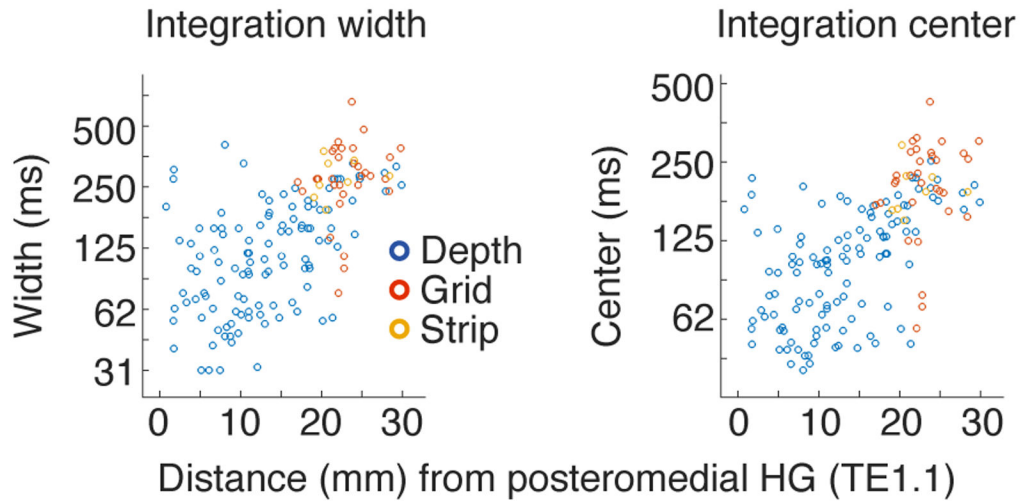 Integration width
Integration center
Width (ms)
500
250
125
62
31
0 10 20 30
Depth
Grid
Strip
Center (ms)
500
250
125
62
0 10 20 30
Distance (mm) from posteromedial HG (TE1.1)